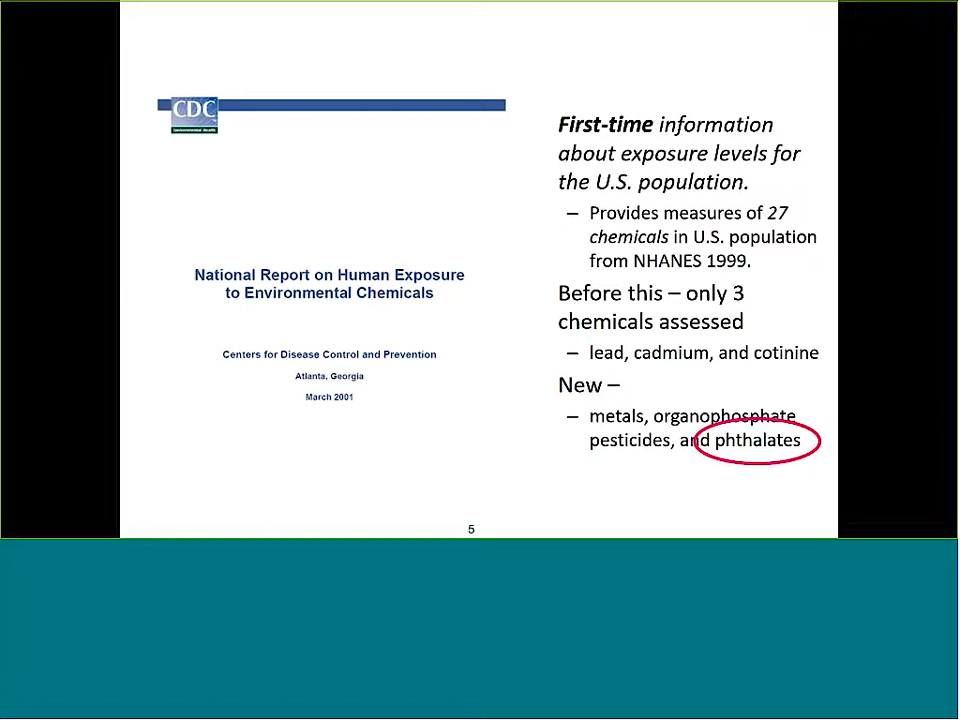 CDC
Environmental Health
National Report on Human Exposure
to Environmental Chemicals
Centers for Disease Control and Prevention
Atlanta, Georgia
March 2001
First-time information
about exposure levels for
the U.S. population.
– Provides measures of 27
chemicals in U.S. population
from NHANES 1999.
Before this – only 3
chemicals assessed
– lead, cadmium, and cotinine
New –
– metals, organophosphate
pesticides, and phthalates
5